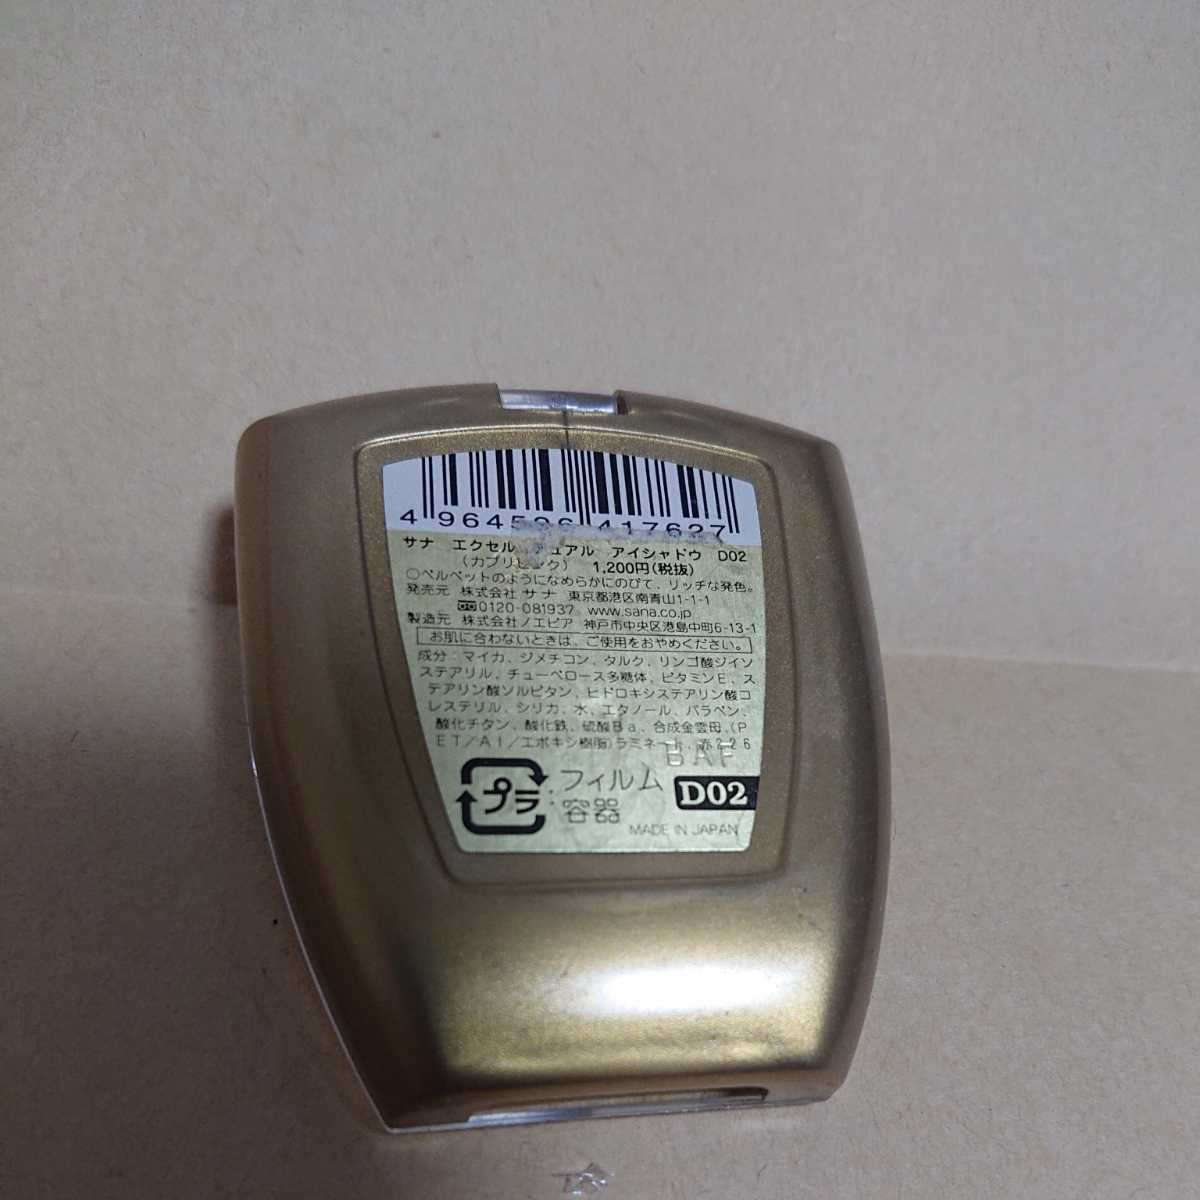 4 964596 417627
サナ エクセル デュアル アイシャドウ D02
(カプリピンク) 1,200円(税抜)
○ベルベットのようになめらかにのびて、リッチな発色。
発売元 株式会社 サナ 東京都港区南青山1-1-1
0120-081937 www.sana.co.jp
製造元 株式会社ノエビア 神戸市中央区港島中町6-13-1
お肌に合わないときは、ご使用をおやめください。
成分：マイカ、ジメチコン、タルク、リンゴ酸ジイソ
ステアリル、チューベロース多糖体、ビタミンE、ス
テアリン酸ソルビタン、ヒドロキシステアリン酸コ
レステリル、シリカ、水、エタノール、パラベン、
酸化チタン、酸化鉄、硫酸Ba、合成金雲母、(P
ET/Al/エポキシ樹脂)ラミネート、赤226
BAF
プラ : フィルム
: 容器
D02
MADE IN JAPAN